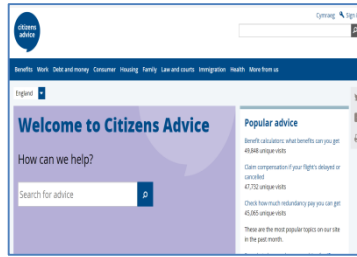 Cymraeg Sign i
citizens
advice
Benefits Work Debt and money Consumer Housing Family Law and courts Immigration Health More from us
England
Welcome to Citizens Advice
How can we help?
Search for advice
Popular advice
Benefit calculators: what benefits can you get
49,848 unique visits
Claim compensation if your flight's delayed or
cancelled
47,732 unique visits
Check how much redundancy pay you can get
45,065 unique visits
These are the most popular topics on our site
in the past month.